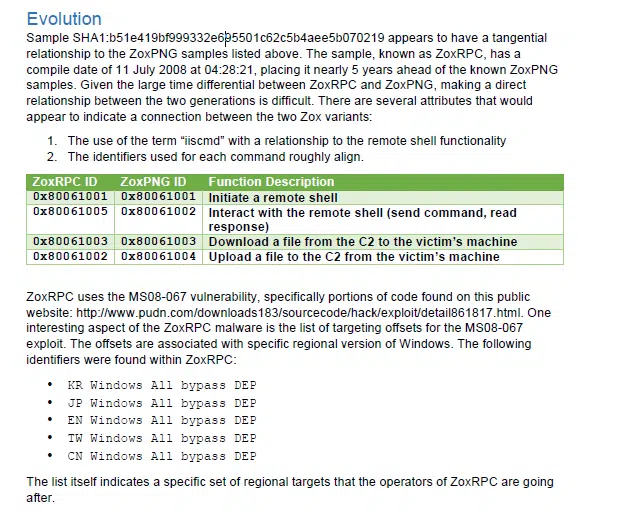 Evolution
Sample SHA1:b51e419bf999332e695501c62c5b4aee5b070219 appears to have a tangential
relationship to the ZoxPNG samples listed above. The sample, known as ZoxRPC, has a
compile date of 11 July 2008 at 04:28:21, placing it nearly 5 years ahead of the known ZoxPNG
samples. Given the large time differential between ZoxRPC and ZoxPNG, making a direct
relationship between the two generations is difficult. There are several attributes that would
appear to indicate a connection between the two Zox variants:
1. The use of the term “iiscmd” with a relationship to the remote shell functionality
2. The identifiers used for each command roughly align.
ZoxRPC ID ZoxPNG ID Function Description
0x80061001 0x80061001 Initiate a remote shell
0x80061005 0x80061002 Interact with the remote shell (send command, read
response)
0x80061003 0x80061003 Download a file from the C2 to the victim’s machine
0x80061002 0x80061004 Upload a file to the C2 from the victim’s machine
ZoxRPC uses the MS08-067 vulnerability, specifically portions of code found on this public
website: http://www.pudn.com/downloads183/sourcecode/hack/exploit/detail861817.html. One
interesting aspect of the ZoxRPC malware is the list of targeting offsets for the MS08-067
exploit. The offsets are associated with specific regional version of Windows. The following
identifiers were found within ZoxRPC:
• KR Windows All bypass DEP
• JP Windows All bypass DEP
• EN Windows All bypass DEP
• TW Windows All bypass DEP
• CN Windows All bypass DEP
The list itself indicates a specific set of regional targets that the operators of ZoxRPC are going
after.